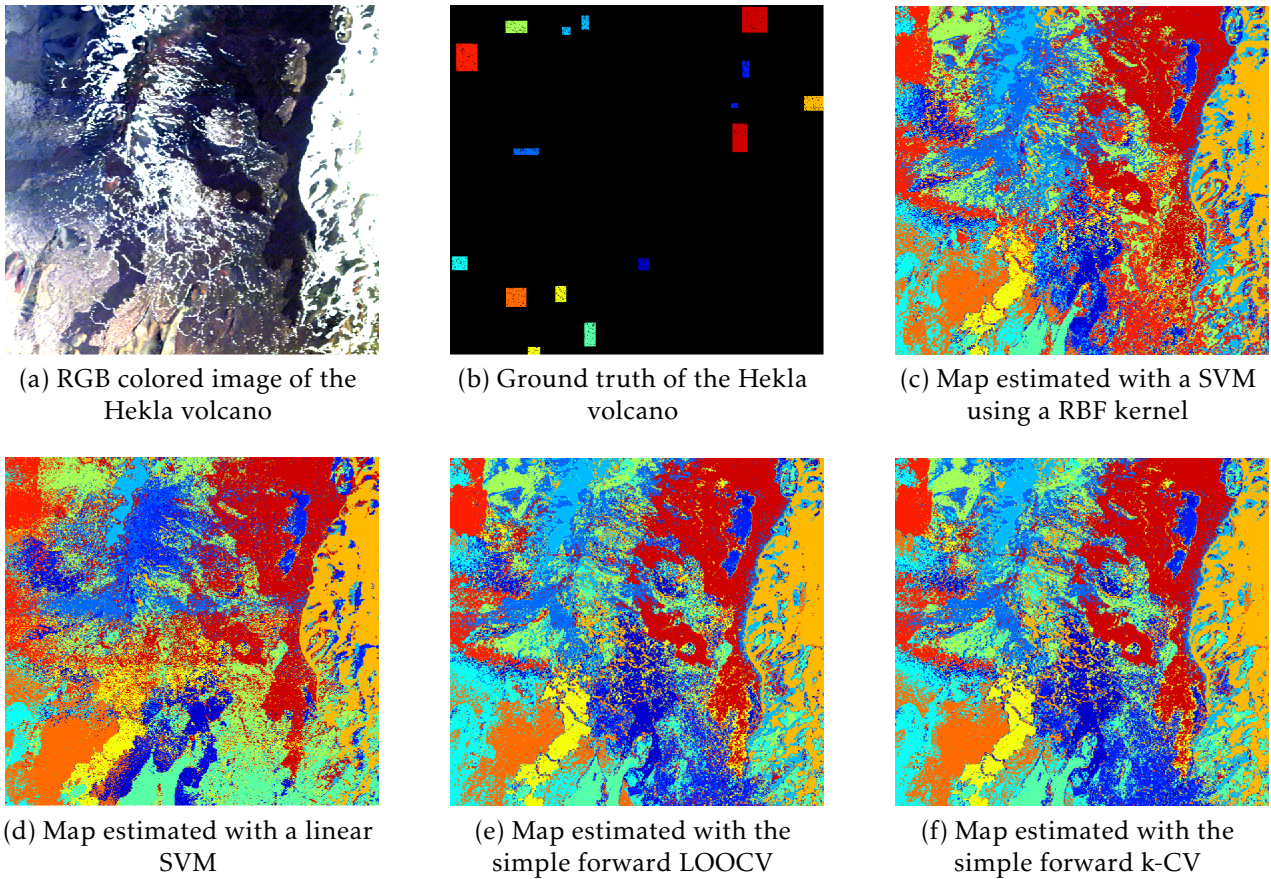 (a) RGB colored image of the
Hekla volcano
(b) Ground truth of the Hekla
volcano
(c) Map estimated with a SVM
using a RBF kernel
(d) Map estimated with a linear
SVM
(e) Map estimated with the
simple forward LOOCV
(f) Map estimated with the
simple forward k-CV